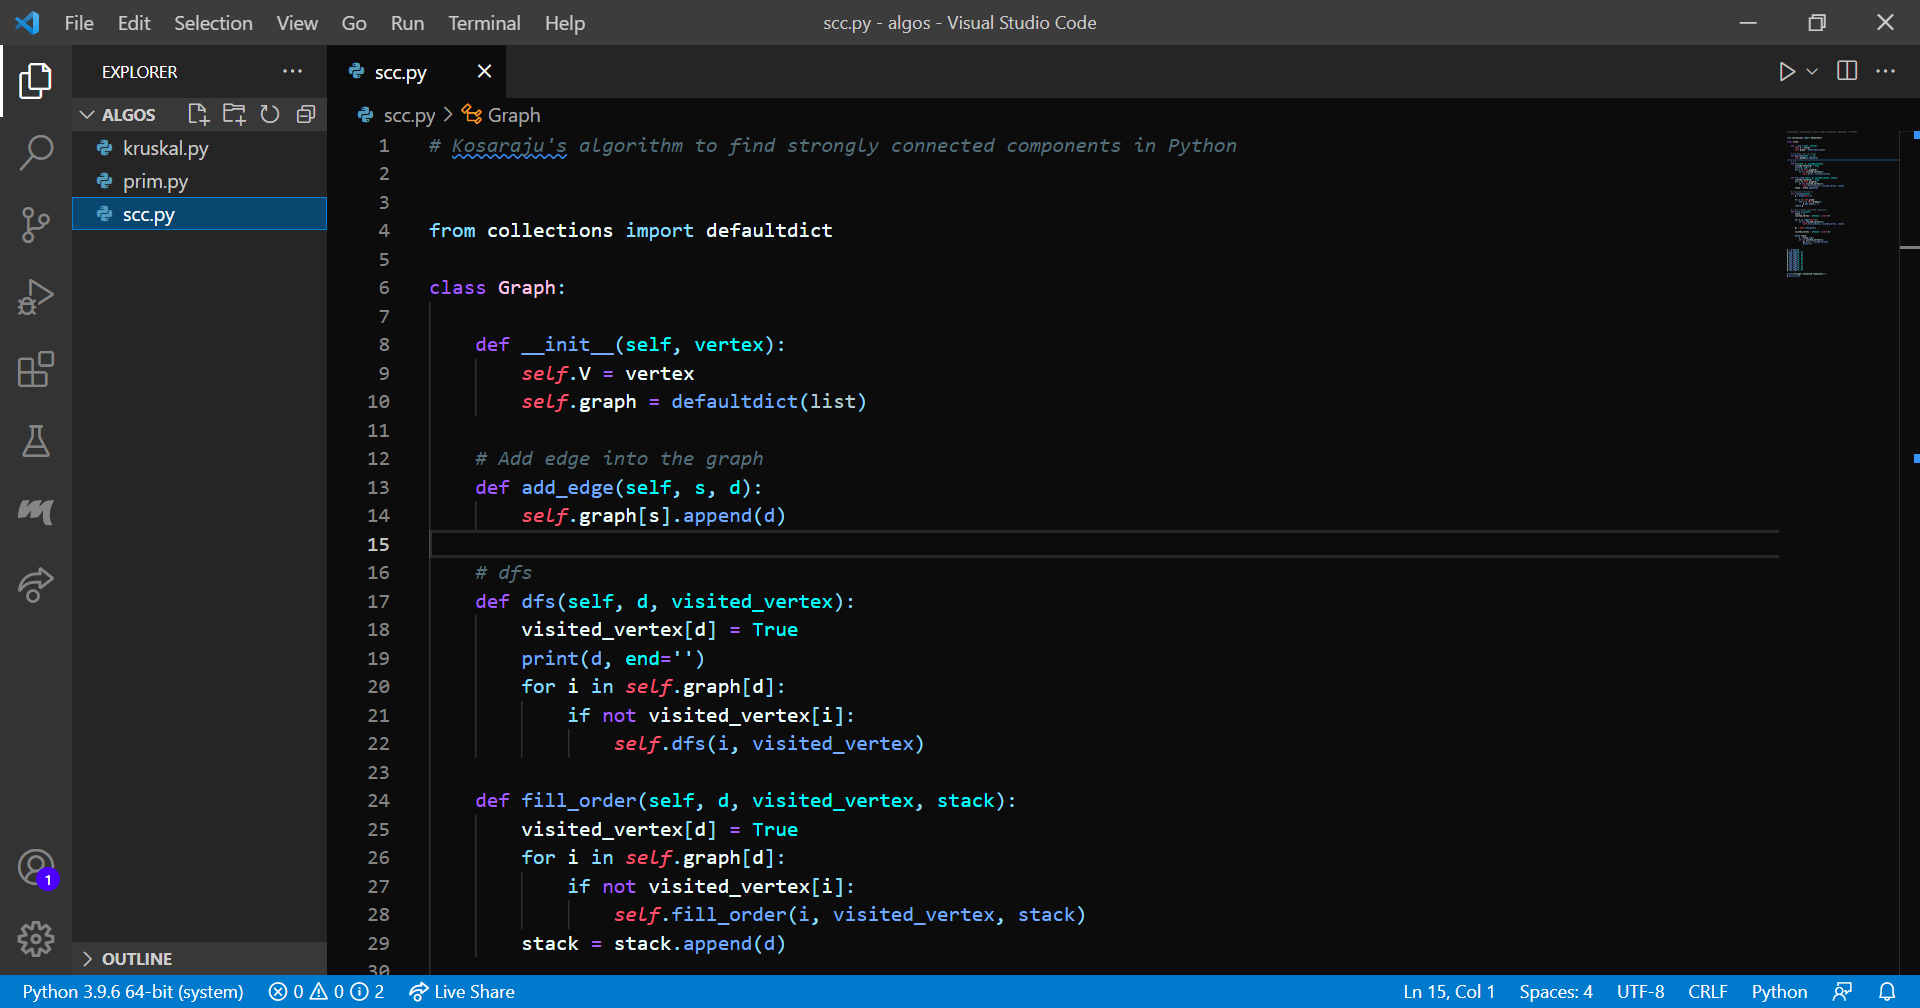 File Edit Selection View Go Run Terminal Help
scc.py - algos - Visual Studio Code
EXPLORER
ALGOS
kruskal.py
prim.py
scc.py
OUTLINE
scc.py
scc.py > Graph
1 # Kosaraju's algorithm to find strongly connected components in Python
2
3
4 from collections import defaultdict
5
6 class Graph:
7
8     def __init__(self, vertex):
9         self.V = vertex
10         self.graph = defaultdict(list)
11
12     # Add edge into the graph
13     def add_edge(self, s, d):
14         self.graph[s].append(d)
15
16     # dfs
17     def dfs(self, d, visited_vertex):
18         visited_vertex[d] = True
19         print(d, end='')
20         for i in self.graph[d]:
21             if not visited_vertex[i]:
22                 self.dfs(i, visited_vertex)
23
24     def fill_order(self, d, visited_vertex, stack):
25         visited_vertex[d] = True
26         for i in self.graph[d]:
27             if not visited_vertex[i]:
28                 self.fill_order(i, visited_vertex, stack)
29         stack = stack.append(d)
30
1
Python 3.9.6 64-bit (system) 0 0 2 Live Share
Ln 15, Col 1 Spaces: 4 UTF-8 CRLF Python